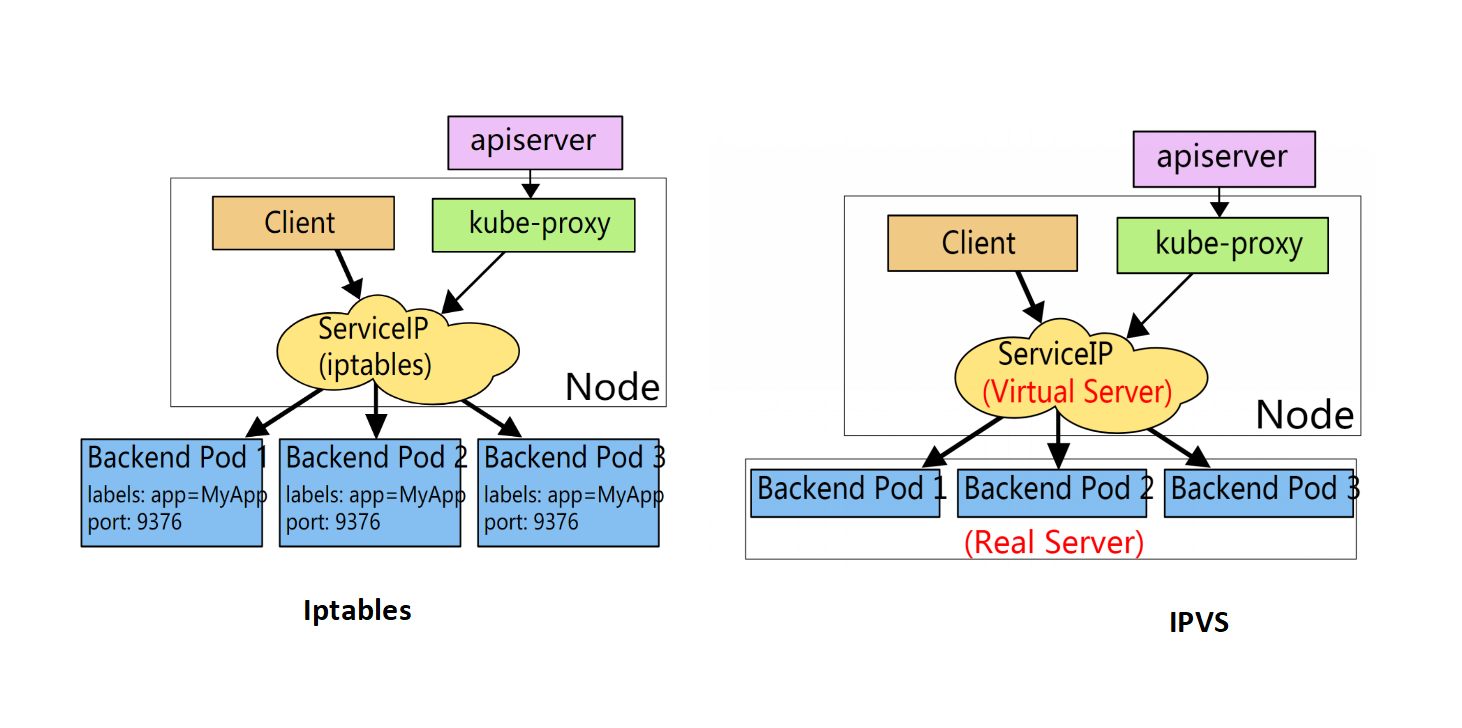 apiserver
Client
kube-proxy
ServiceIP
(iptables)
Node
Backend Pod 1
labels: app=MyApp
port: 9376
Backend Pod 2
labels: app=MyApp
port: 9376
Backend Pod 3
labels: app=MyApp
port: 9376
Iptables
apiserver
Client
kube-proxy
ServiceIP
(Virtual Server)
Node
Backend Pod 1
Backend Pod 2
Backend Pod 3
(Real Server)
IPVS